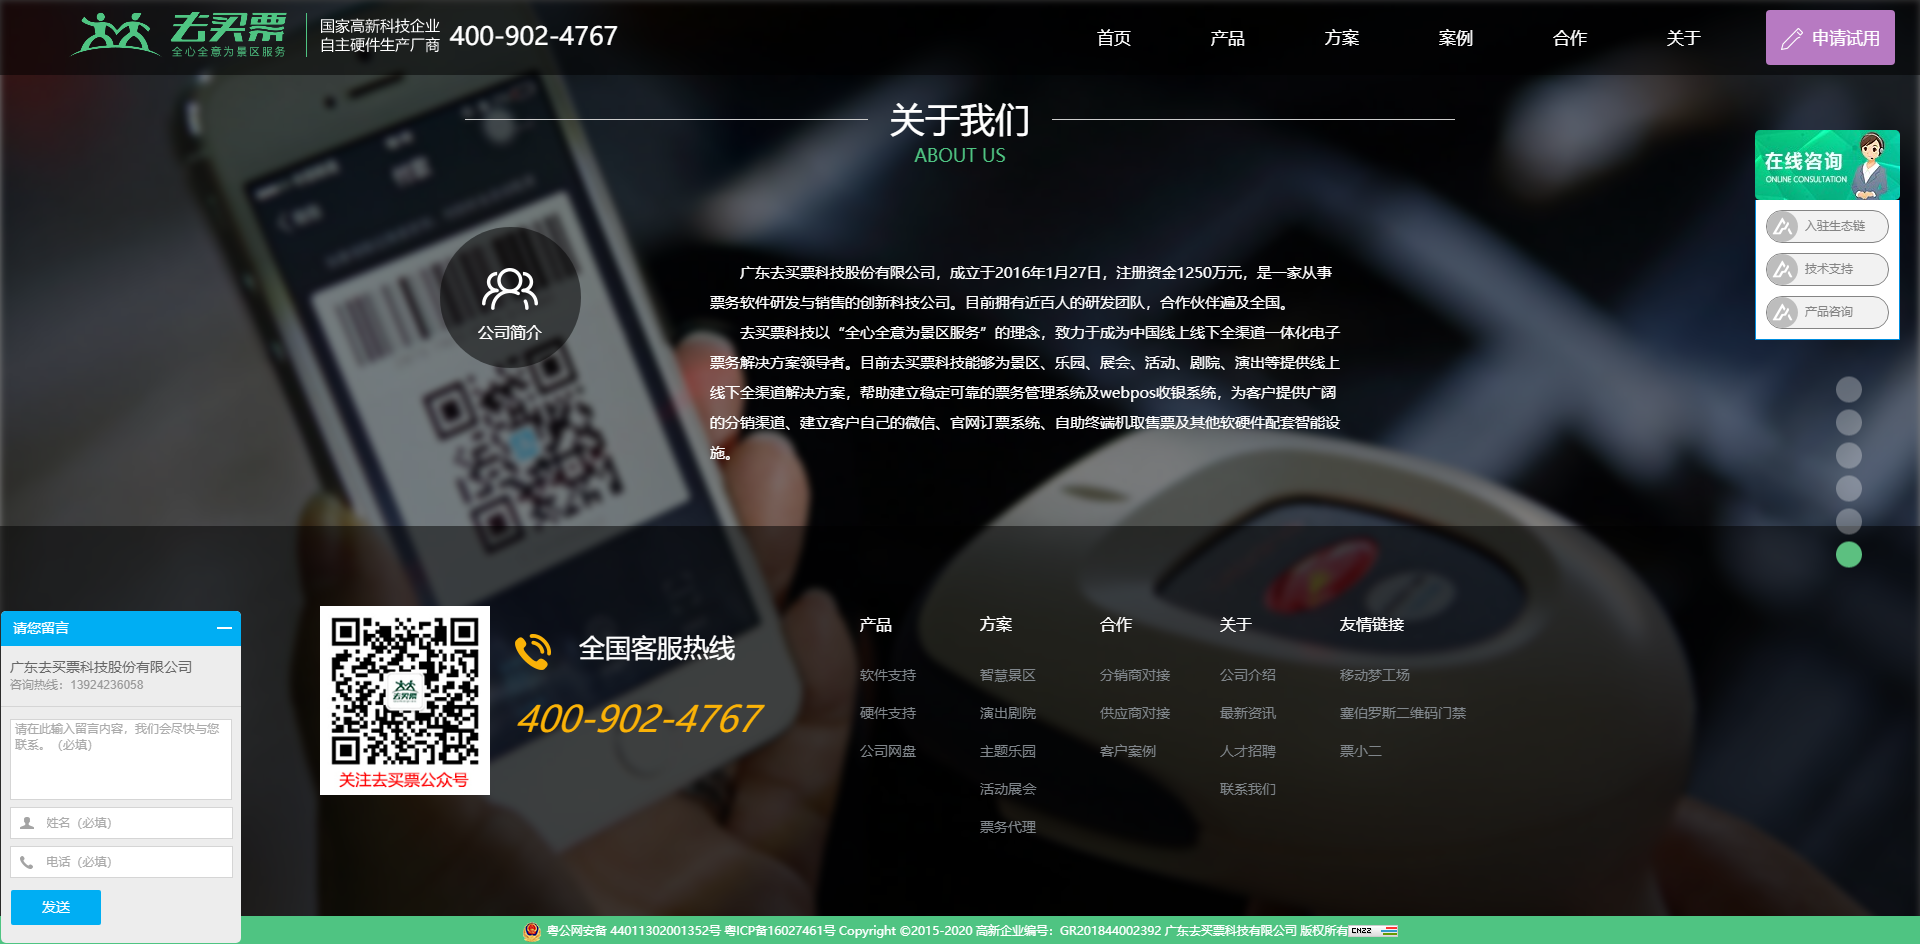 去买票
全心全意为景区服务
国家高新科技企业
自主硬件生产厂商
400-902-4767
首页
产品
方案
案例
合作
关于
申请试用
关于我们
ABOUT US
在线咨询
ONLINE CONSULTATION
入驻生态链
技术支持
产品咨询
公司简介
广东去买票科技股份有限公司，成立于2016年1月27日，注册资金1250万元，是一家从事
票务软件研发与销售的创新科技公司。目前拥有近百人的研发团队，合作伙伴遍及全国。
去买票科技以“全心全意为景区服务”的理念，致力于成为中国线上线下全渠道一体化电子
票务解决方案领导者。目前去买票科技能够为景区、乐园、展会、活动、剧院、演出等提供线上
线下全渠道解决方案，帮助建立稳定可靠的票务管理系统及webpos收银系统，为客户提供广阔
的分销渠道、建立客户自己的微信、官网订票系统、自助终端机取售票及其他软硬件配套智能设
施。
请您留言
广东去买票科技股份有限公司
咨询热线：13924236058
请在此输入留言内容，我们会尽快与您
联系。（必填）
姓名（必填）
电话（必填）
发送
去买票
关注去买票公众号
全国客服热线
400-902-4767
产品
软件支持
硬件支持
公司网盘
方案
智慧景区
演出剧院
主题乐园
活动展会
票务代理
合作
分销商对接
供应商对接
客户案例
关于
公司介绍
最新资讯
人才招聘
联系我们
友情链接
移动梦工场
塞伯罗斯二维码门禁
票小二
粤公网安备 44011302001352号 粤ICP备16027461号 Copyright ©2015-2020 高新企业编号：GR201844002392 广东去买票科技有限公司 版权所有 CNZZ